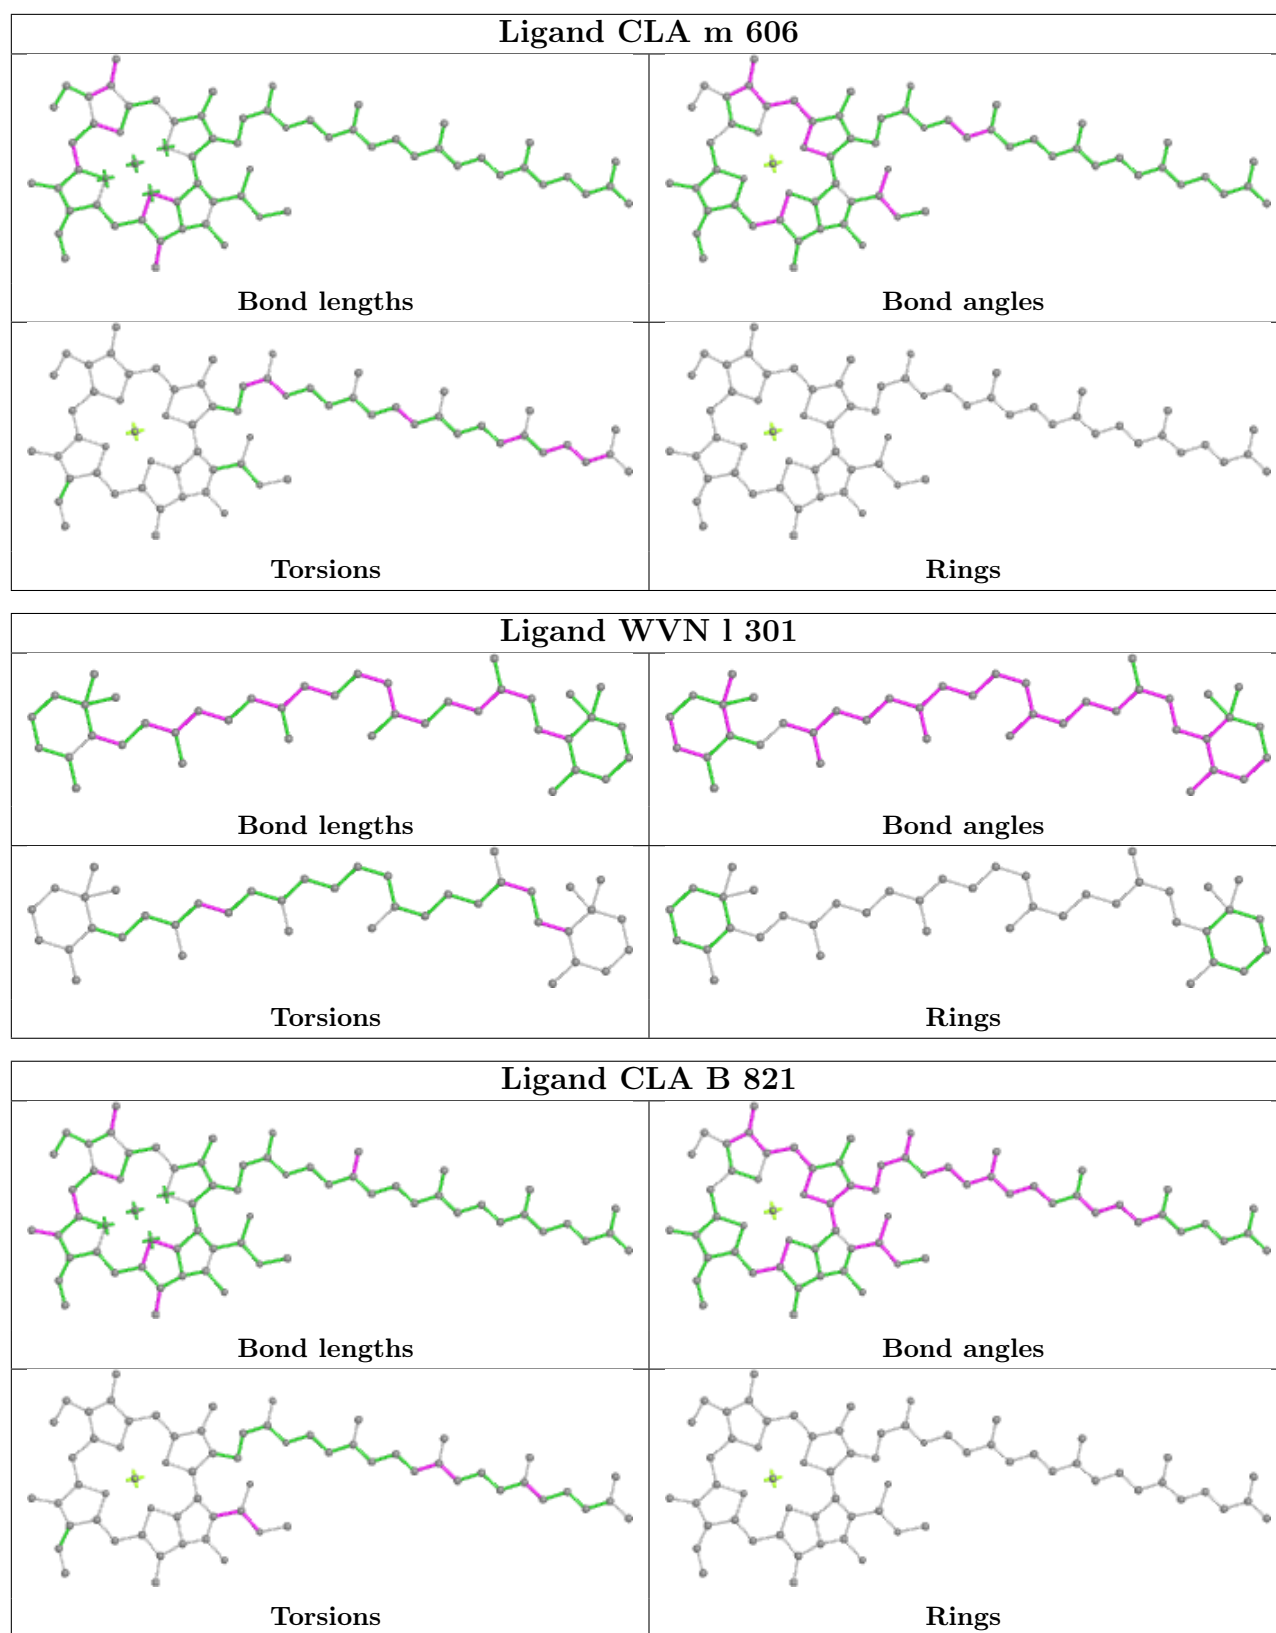 Ligand CLA m 606
Bond lengths
Bond angles
Torsions
Rings
Ligand WVN l 301
Bond lengths
Bond angles
Torsions
Rings
Ligand CLA B 821
Bond lengths
Bond angles
Torsions
Rings